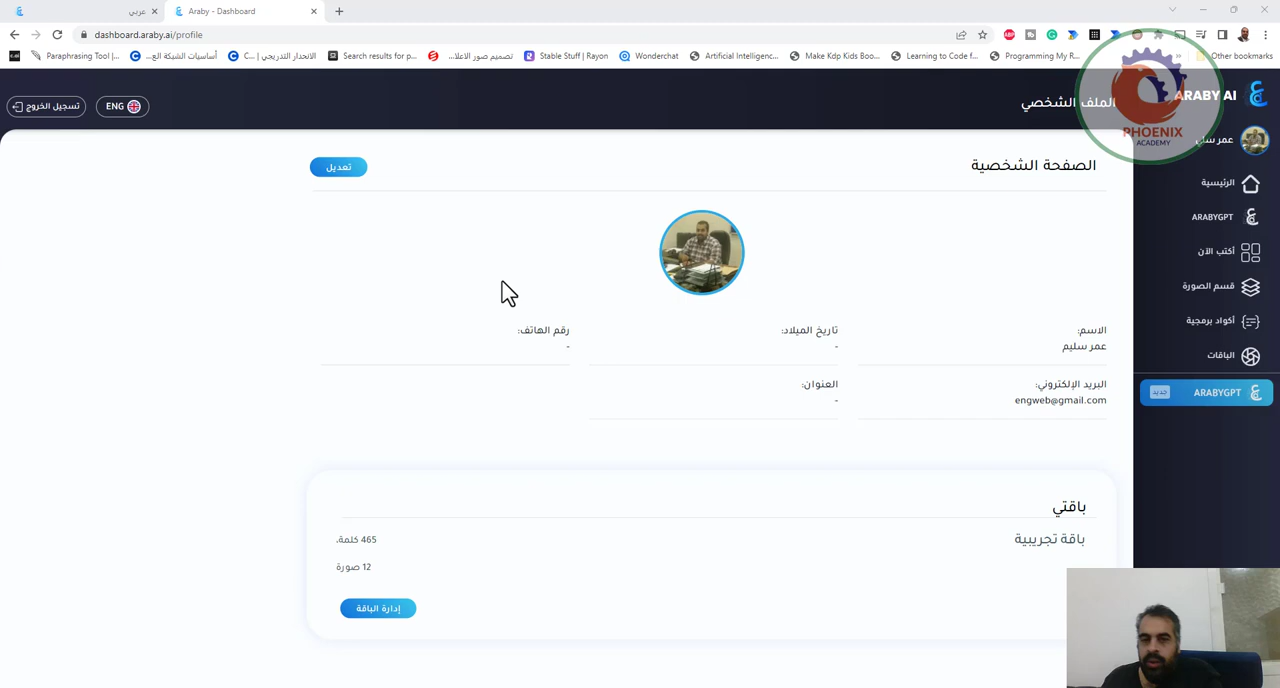 عربي
Araby - Dashboard
dashboard.araby.ai/profile
Paraphrasing Tool |...
أساسيات الشبكة الع...
الانحدار التدريجي | C...
Search results for p...
تصميم صور الاعلا...
Stable Stuff | Rayon
Wonderchat
Artificial Intelligenc...
Make Kdp Kids Boo...
Learning to Code f...
Programming My R...
Other bookmarks
تسجيل الخروج
ENG
الملف الشخصي
ARABY AI
PHOENIX
ACADEMY
الصفحة الشخصية
تعديل
الرئيسية
ARABYGPT
أكتب الآن
قسم الصورة
أكواد برمجية
الباقات
ARABYGPT
جديد
الاسم:
عمر سليم
تاريخ الميلاد:
-
رقم الهاتف:
-
البريد الإلكتروني:
engweb@gmail.com
العنوان:
-
باقتي
باقة تجريبية
465 كلمة،
12 صورة
إدارة الباقة